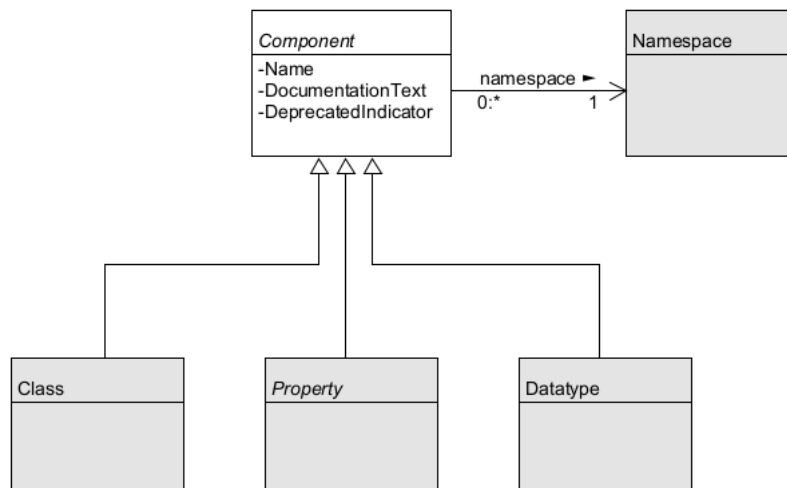 Component
-Name
-DocumentationText
-DeprecatedIndicator
namespace ►
0:*
1
Namespace
Class
Property
Datatype